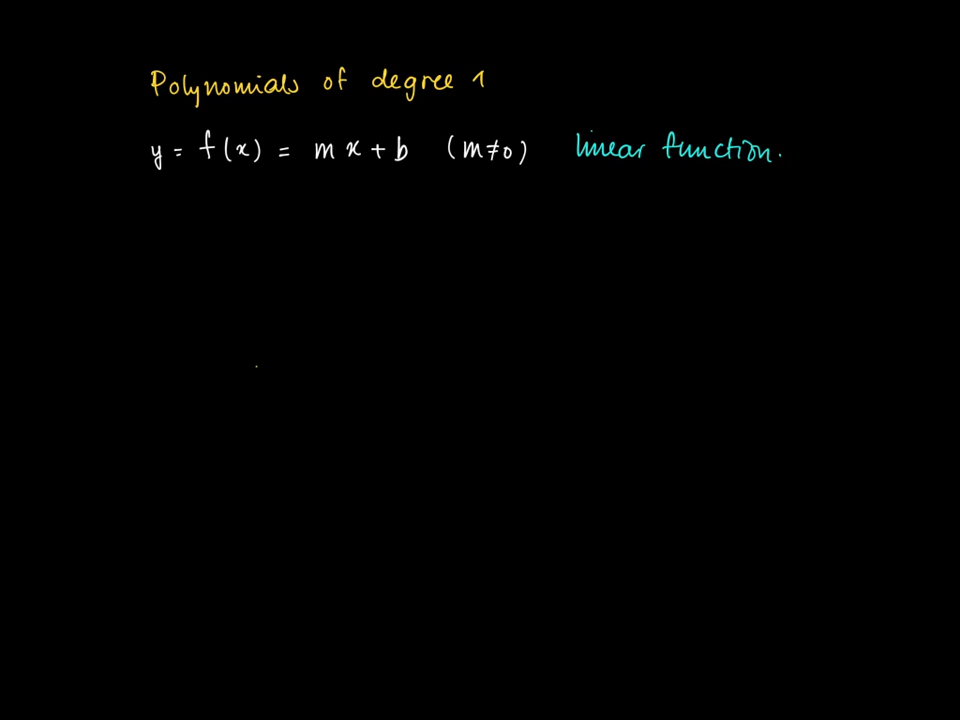 Polynomials of degree 1
y = f(x) = mx + b (m≠0) linear function.